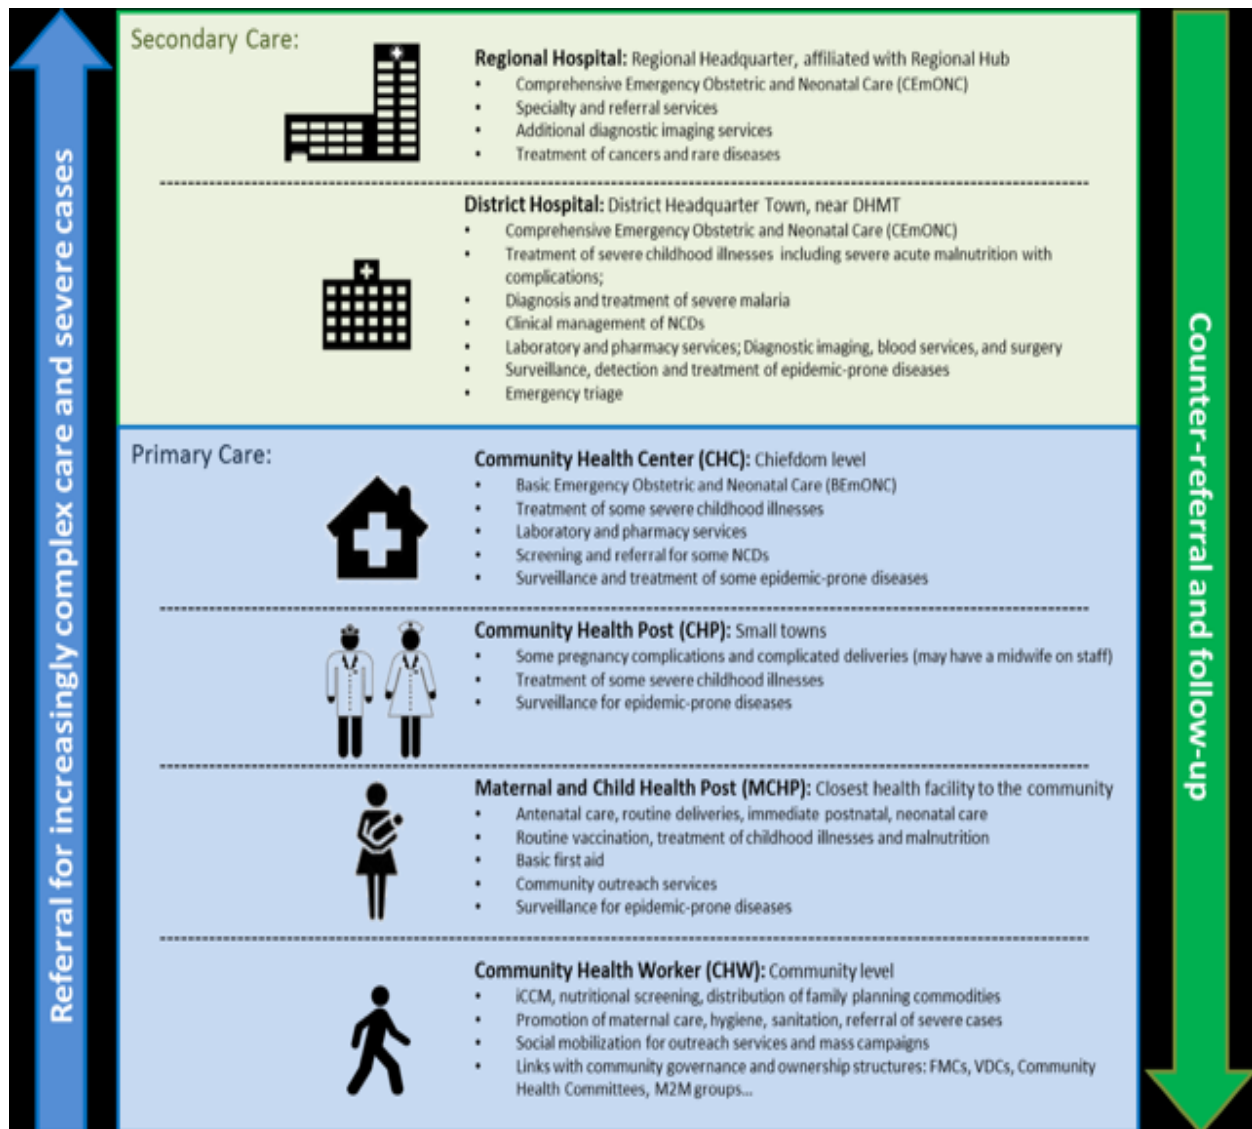 Referral for increasingly complex care and severe cases
Secondary Care:
Regional Hospital: Regional Headquarter, affiliated with Regional Hub
• Comprehensive Emergency Obstetric and Neonatal Care (CEmONC)
• Specialty and referral services
• Additional diagnostic imaging services
• Treatment of cancers and rare diseases
District Hospital: District Headquarter Town, near DHMT
• Comprehensive Emergency Obstetric and Neonatal Care (CEmONC)
• Treatment of severe childhood illnesses including severe acute malnutrition with
complications;
• Diagnosis and treatment of severe malaria
• Clinical management of NCDs
• Laboratory and pharmacy services; Diagnostic imaging, blood services, and surgery
• Surveillance, detection and treatment of epidemic-prone diseases
• Emergency triage
Primary Care:
Community Health Center (CHC): Chiefdom level
• Basic Emergency Obstetric and Neonatal Care (BEmONC)
• Treatment of some severe childhood illnesses
• Laboratory and pharmacy services
• Screening and referral for some NCDs
• Surveillance and treatment of some epidemic-prone diseases
Community Health Post (CHP): Small towns
• Some pregnancy complications and complicated deliveries (may have a midwife on staff)
• Treatment of some severe childhood illnesses
• Surveillance for epidemic-prone diseases
Maternal and Child Health Post (MCHP): Closest health facility to the community
• Antenatal care, routine deliveries, immediate postnatal, neonatal care
• Routine vaccination, treatment of childhood illnesses and malnutrition
• Basic first aid
• Community outreach services
• Surveillance for epidemic-prone diseases
Community Health Worker (CHW): Community level
• iCCM, nutritional screening, distribution of family planning commodities
• Promotion of maternal care, hygiene, sanitation, referral of severe cases
• Social mobilization for outreach services and mass campaigns
• Links with community governance and ownership structures: FMCs, VDCs, Community
Health Committees, M2M groups...
Counter-referral and follow-up